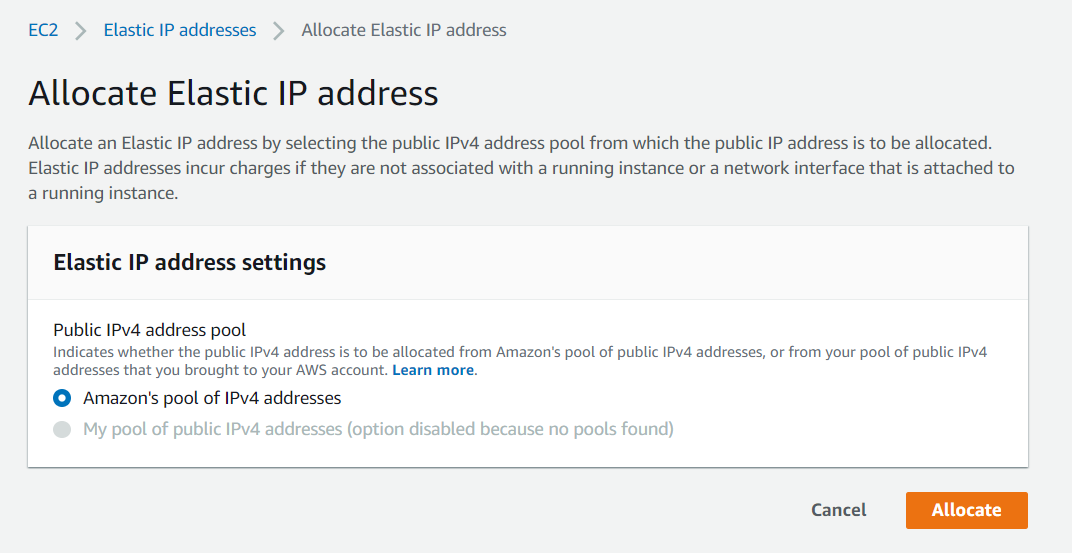 EC2 > Elastic IP addresses > Allocate Elastic IP address
Allocate Elastic IP address
Allocate an Elastic IP address by selecting the public IPv4 address pool from which the public IP address is to be allocated.
Elastic IP addresses incur charges if they are not associated with a running instance or a network interface that is attached to
a running instance.
Elastic IP address settings
Public IPv4 address pool
Indicates whether the public IPv4 address is to be allocated from Amazon's pool of public IPv4 addresses, or from your pool of public IPv4
addresses that you brought to your AWS account. Learn more.
Amazon's pool of IPv4 addresses
My pool of public IPv4 addresses (option disabled because no pools found)
Cancel Allocate